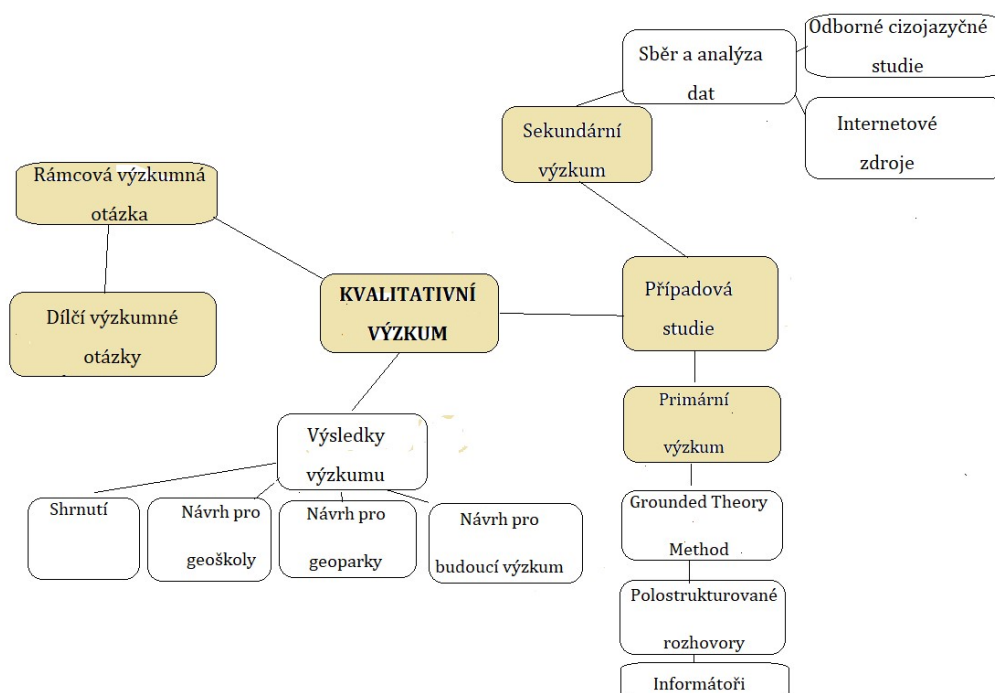 Odborné cizojazyčné
studie
Sběr a analýza
dat
Internetové
zdroje
Sekundární
výzkum
Rámcová výzkumná
otázka
Dílčí výzkumné
otázky
KVALITATIVNÍ
VÝZKUM
Případová
studie
Primární
výzkum
Výsledky
výzkumu
Shrnutí
Návrh pro
geoškoly
Návrh pro
geoparky
Návrh pro
budoucí výzkum
Grounded Theory
Method
Polostrukturované
rozhovory
Informátoři